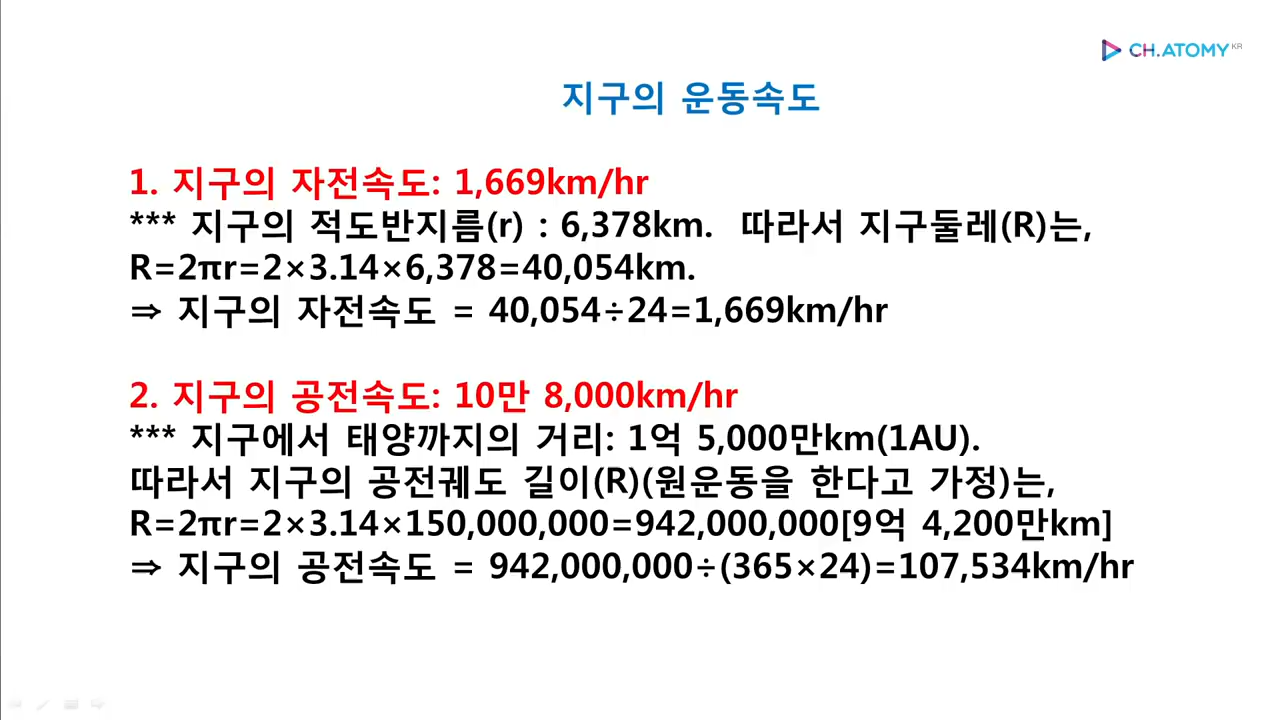 CH.ATOMY KR
지구의 운동속도
1. 지구의 자전속도: 1,669km/hr
*** 지구의 적도반지름(r) : 6,378km. 따라서 지구둘레(R)는,
R=2πr=2×3.14×6,378=40,054km.
⇒ 지구의 자전속도 = 40,054÷24=1,669km/hr
2. 지구의 공전속도: 10만 8,000km/hr
*** 지구에서 태양까지의 거리: 1억 5,000만km(1AU).
따라서 지구의 공전궤도 길이(R)(원운동을 한다고 가정)는,
R=2πr=2×3.14×150,000,000=942,000,000[9억 4,200만km]
⇒ 지구의 공전속도 = 942,000,000÷(365×24)=107,534km/hr